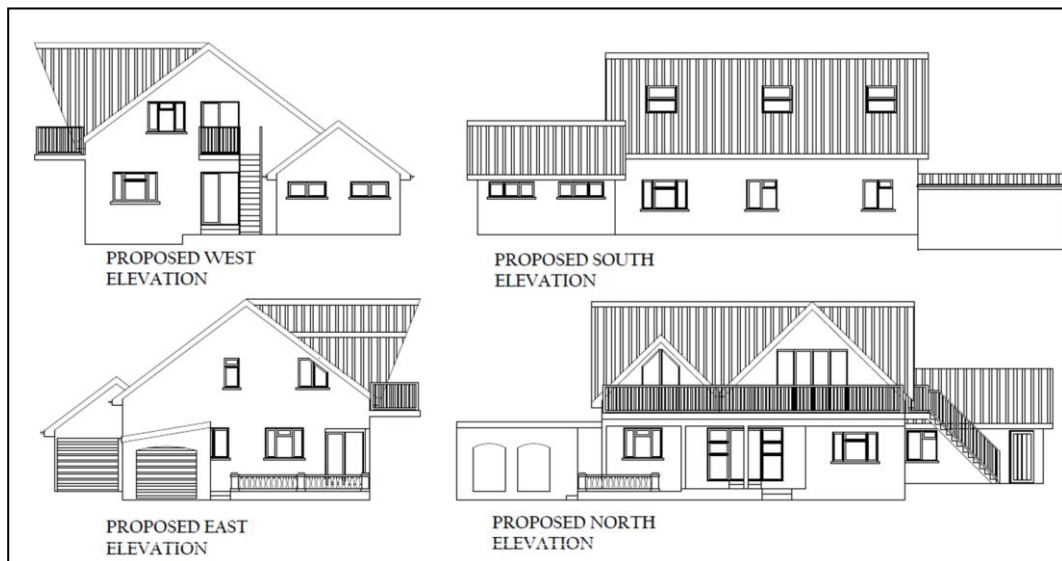 PROPOSED WEST
ELEVATION
PROPOSED SOUTH
ELEVATION
PROPOSED EAST
ELEVATION
PROPOSED NORTH
ELEVATION